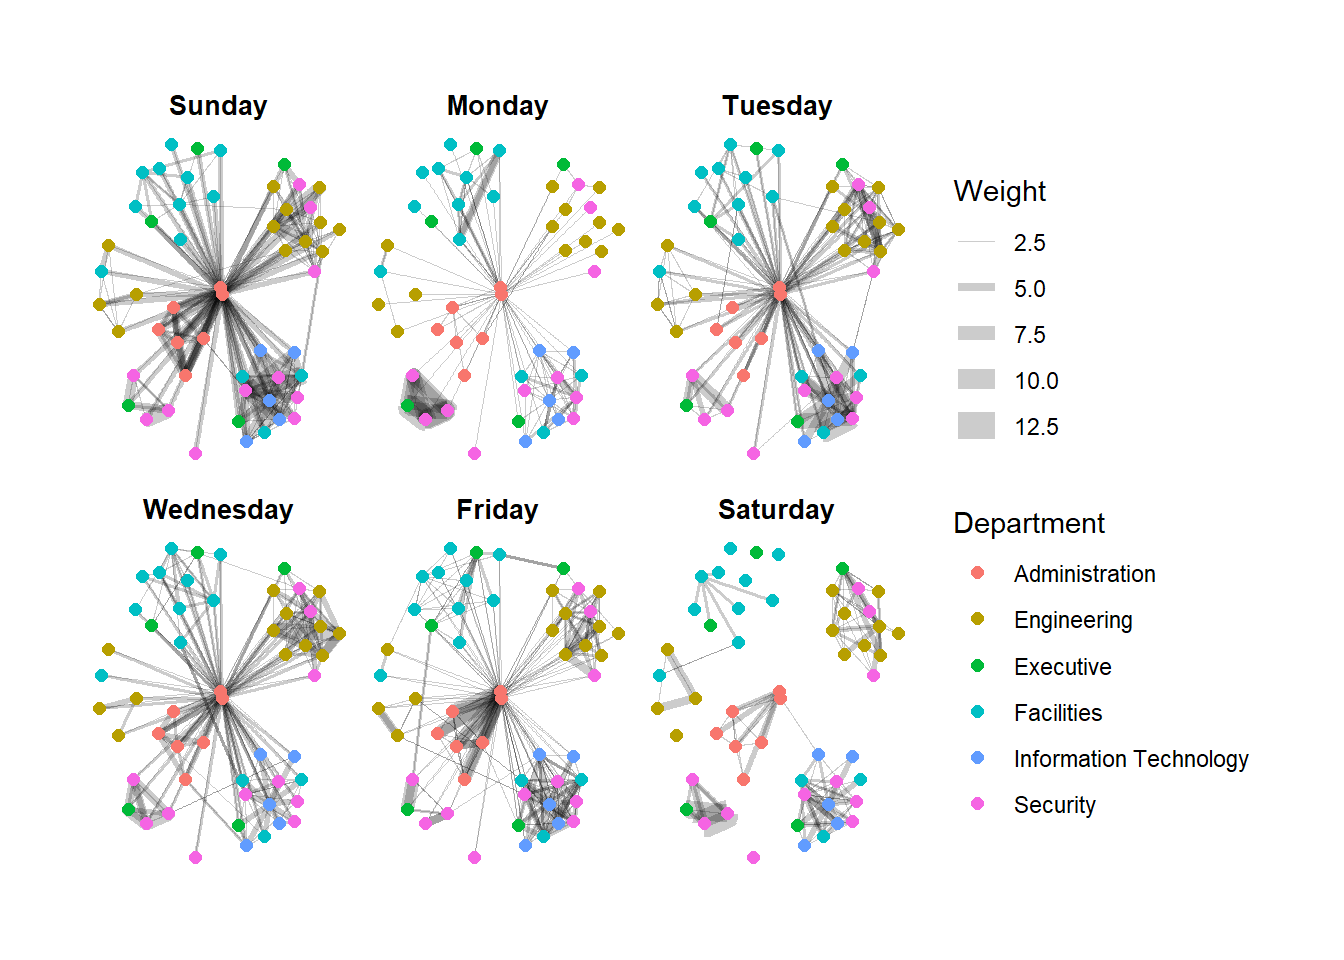 Sunday
Monday
Tuesday
Wednesday
Friday
Saturday
Weight
2.5
5.0
7.5
10.0
12.5
Department
Administration
Engineering
Executive
Facilities
Information Technology
Security